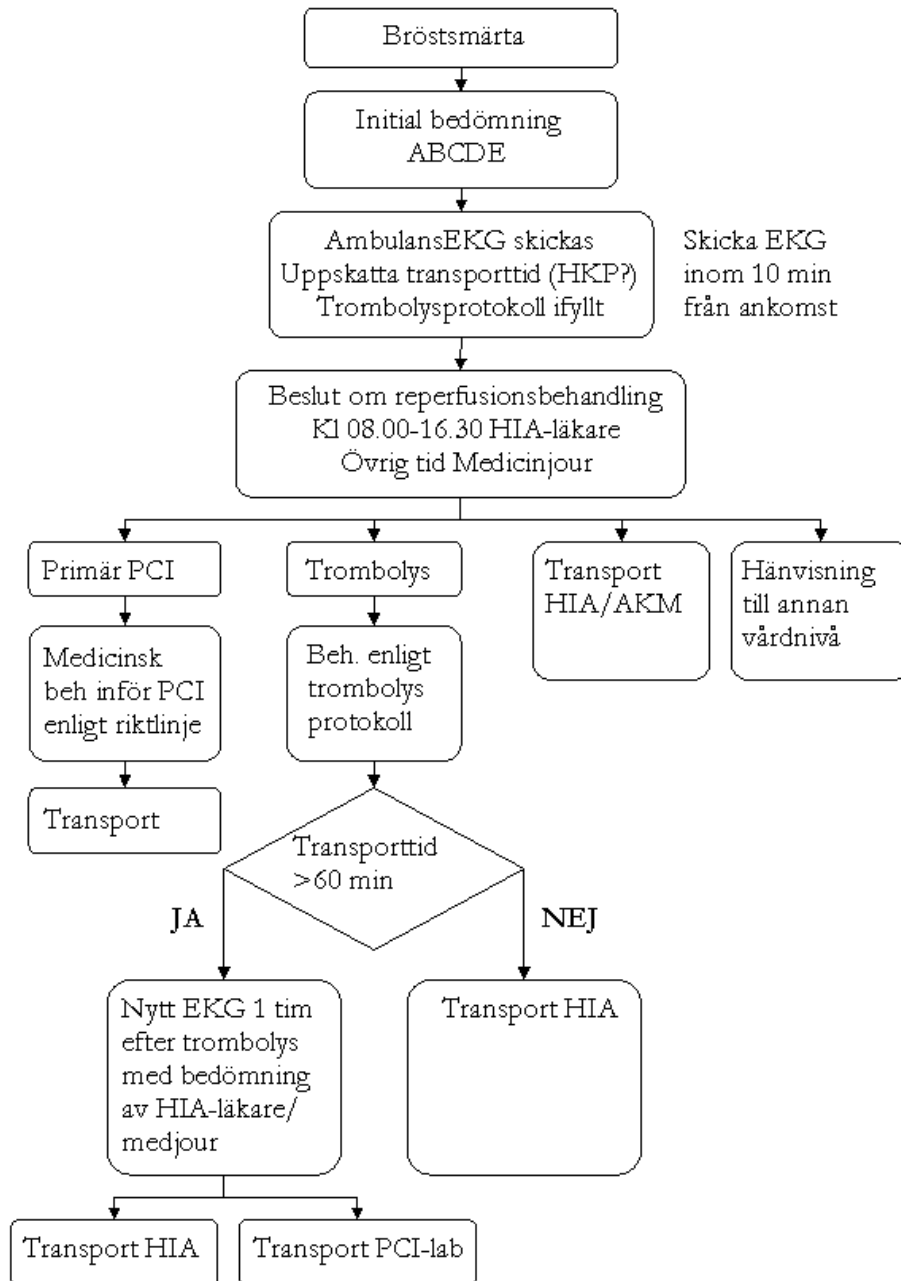 Bröstsmärta
Initial bedömning
ABCDE
AmbulansEKG skickas
Uppskatta transporttid (HKP?)
Trombolysprotokoll ifyllt
Skicka EKG
inom 10 min
från ankomst
Beslut om reperfusionsbehandling
Kl 08.00-16.30 HIA-läkare
Övrig tid Medicinjour
Primär PCI
Trombolys
Transport
HIA/AKM
Hänvisning
till annan
vårdnivå
Medicinsk
beh inför PCI
enligt riktlinje
Beh. enligt
trombolys
protokoll
Transport
Transporttid
>60 min
JA
NEJ
Nytt EKG 1 tim
efter trombolys
med bedömning
av HIA-läkare/
medjour
Transport HIA
Transport HIA
Transport PCI-lab